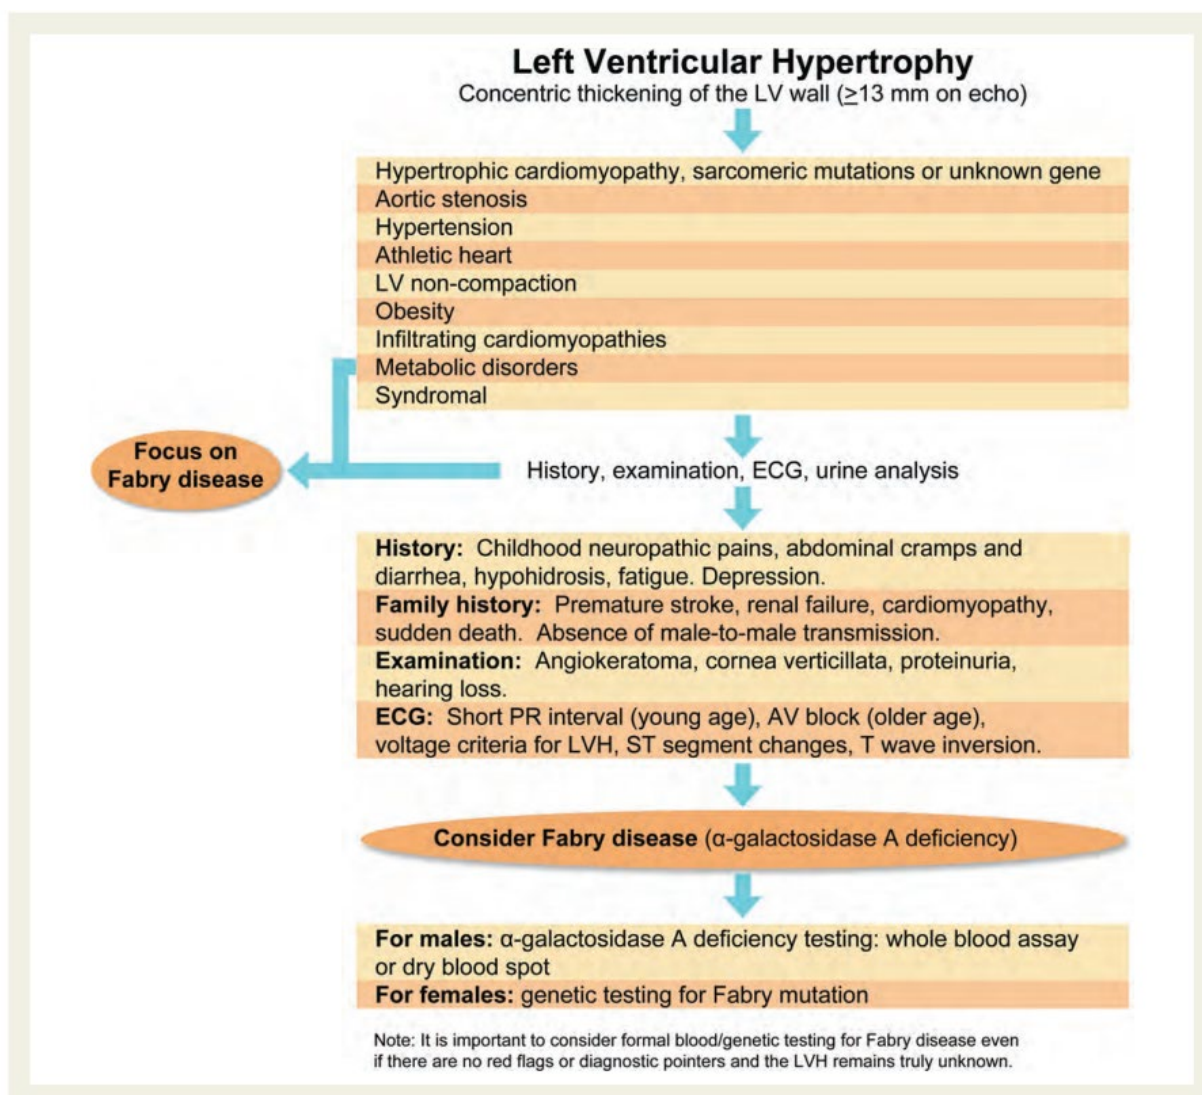 Left Ventricular Hypertrophy
Concentric thickening of the LV wall (≥13 mm on echo)
Hypertrophic cardiomyopathy, sarcomeric mutations or unknown gene
Aortic stenosis
Hypertension
Athletic heart
LV non-compaction
Obesity
Infiltrating cardiomyopathies
Metabolic disorders
Syndromal
Focus on
Fabry disease
History, examination, ECG, urine analysis
History: Childhood neuropathic pains, abdominal cramps and
diarrhea, hypohidrosis, fatigue. Depression.
Family history: Premature stroke, renal failure, cardiomyopathy,
sudden death. Absence of male-to-male transmission.
Examination: Angiokeratoma, cornea verticillata, proteinuria,
hearing loss.
ECG: Short PR interval (young age), AV block (older age),
voltage criteria for LVH, ST segment changes, T wave inversion.
Consider Fabry disease (α-galactosidase A deficiency)
For males: α-galactosidase A deficiency testing: whole blood assay
or dry blood spot
For females: genetic testing for Fabry mutation
Note: It is important to consider formal blood/genetic testing for Fabry disease even
if there are no red flags or diagnostic pointers and the LVH remains truly unknown.